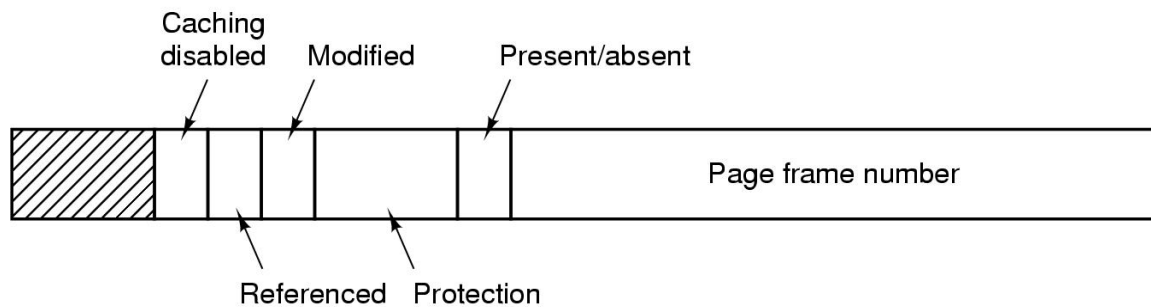 Caching
disabled
Modified
Present/absent
Page frame number
Referenced
Protection